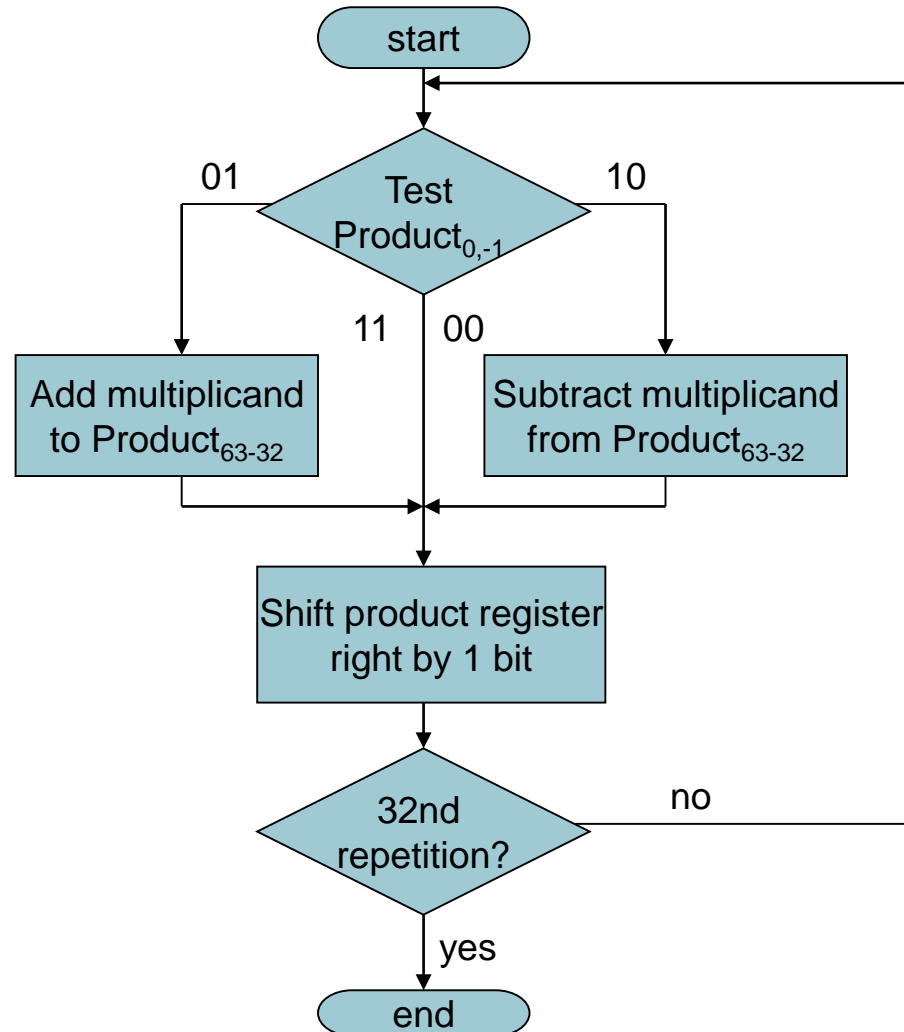 start
01
10
Test
Product0,-1
11
00
Add multiplicand
to Product63-32
Subtract multiplicand
from Product63-32
Shift product register
right by 1 bit
32nd
repetition?
no
yes
end